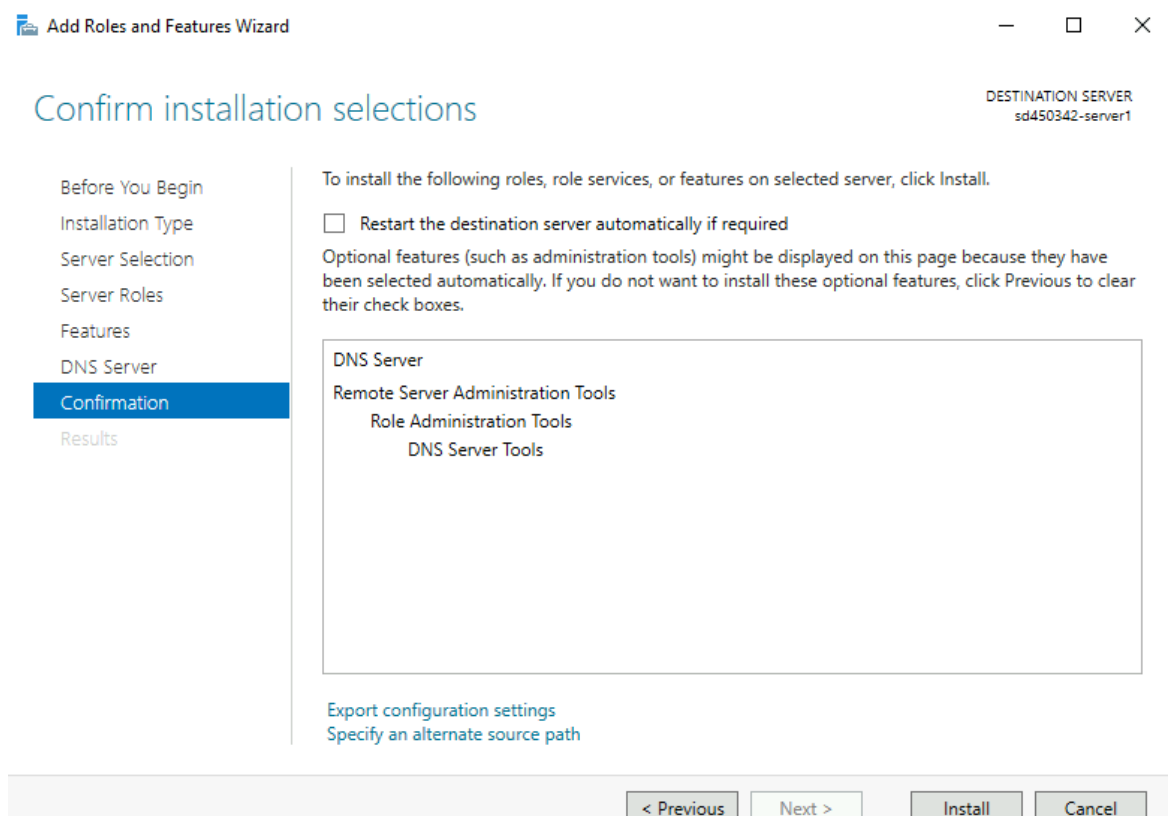 Add Roles and Features Wizard
Confirm installation selections
DESTINATION SERVER
sd450342-server1
Before You Begin
Installation Type
Server Selection
Server Roles
Features
DNS Server
Confirmation
Results
To install the following roles, role services, or features on selected server, click Install.
Restart the destination server automatically if required
Optional features (such as administration tools) might be displayed on this page because they have
been selected automatically. If you do not want to install these optional features, click Previous to clear
their check boxes.
DNS Server
Remote Server Administration Tools
Role Administration Tools
DNS Server Tools
Export configuration settings
Specify an alternate source path
< Previous
Next >
Install
Cancel